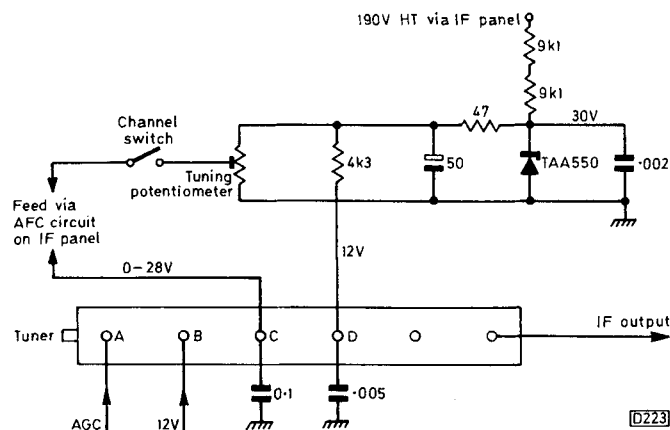 190V HT via IF panel
9k1
9k1
47
30V
Channel
switch
4k3
50
TAA550
·002
Tuning
potentiometer
Feed via
AFC circuit
on IF panel
12V
0-28V
Tuner
A
B
C
D
IF output
0·1
·005
AGC
12V
D223